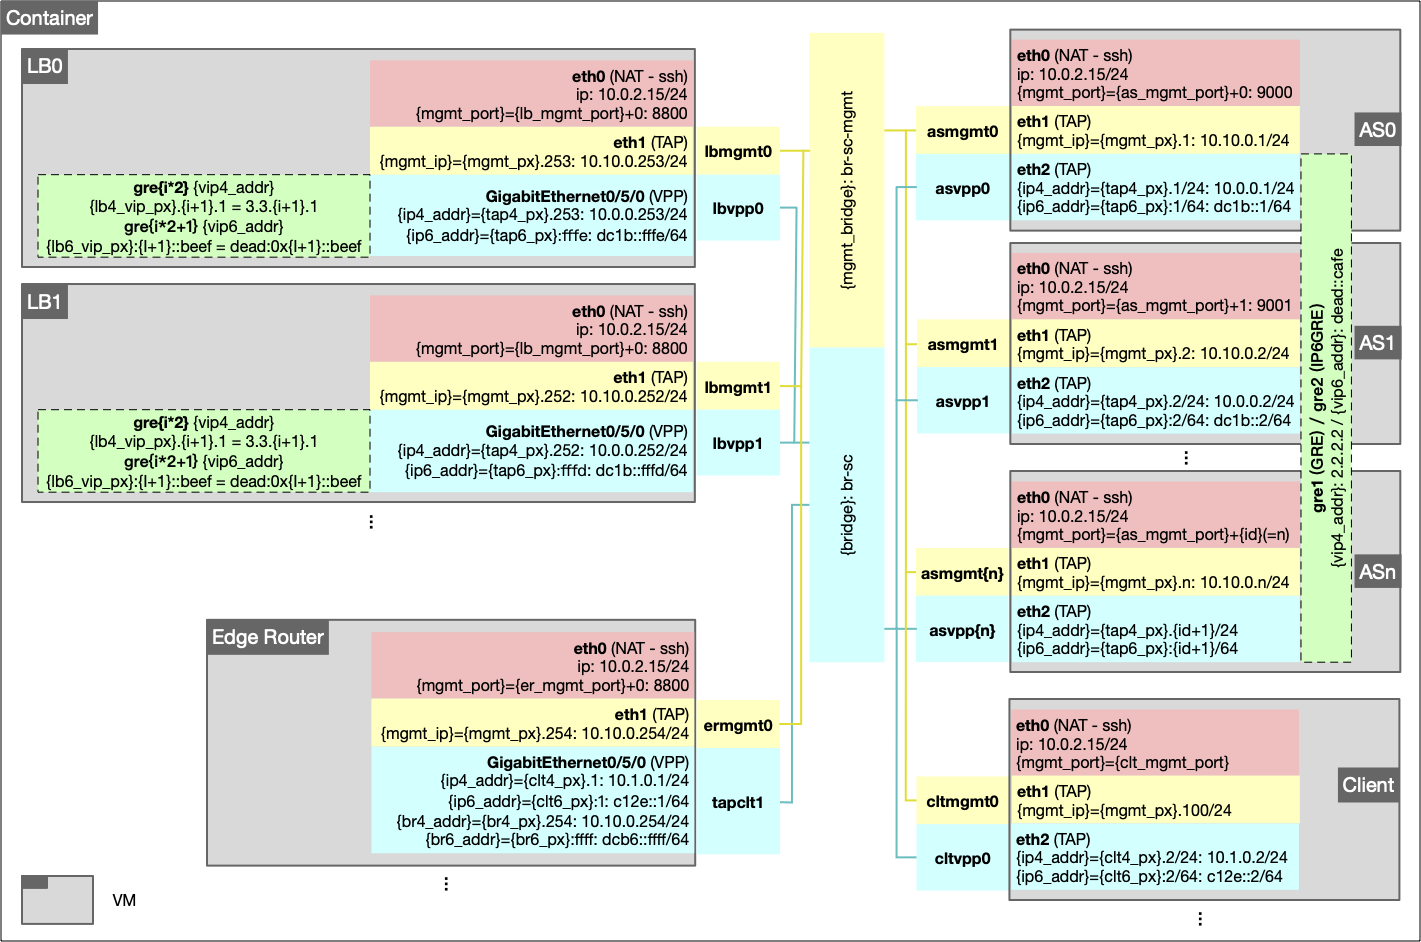 Container
LB0
eth0 (NAT - ssh)
ip: 10.0.2.15/24
{mgmt_port}={lb_mgmt_port}+0: 8800
eth1 (TAP)
{mgmt_ip}={mgmt_px}.253: 10.10.0.253/24
GigabitEthernet0/5/0 (VPP)
{ip4_addr}={tap4_px}.253: 10.0.0.253/24
{ip6_addr}={tap6_px}:fffe: dc1b::fffe/64
gre{i*2} {vip4_addr}
{lb4_vip_px}.{i+1}.1 = 3.3.{i+1}.1
gre{i*2+1} {vip6_addr}
{lb6_vip_px}:{I+1}::beef = dead:0x{I+1}::beef
lbmgmt0
lbvpp0
LB1
eth0 (NAT - ssh)
ip: 10.0.2.15/24
{mgmt_port}={lb_mgmt_port}+0: 8800
eth1 (TAP)
{mgmt_ip}={mgmt_px}.252: 10.10.0.252/24
GigabitEthernet0/5/0 (VPP)
{ip4_addr}={tap4_px}.252: 10.0.0.252/24
{ip6_addr}={tap6_px}:fffd: dc1b::fffd/64
gre{i*2} {vip4_addr}
{lb4_vip_px}.{i+1}.1 = 3.3.{i+1}.1
gre{i*2+1} {vip6_addr}
{lb6_vip_px}:{I+1}::beef = dead:0x{I+1}::beef
lbmgmt1
lbvpp1
...
Edge Router
eth0 (NAT - ssh)
ip: 10.0.2.15/24
{mgmt_port}={er_mgmt_port}+0: 8800
eth1 (TAP)
{mgmt_ip}={mgmt_px}.254: 10.10.0.254/24
GigabitEthernet0/5/0 (VPP)
{ip4_addr}={clt4_px}.1: 10.1.0.1/24
{ip6_addr}={clt6_px}:1: c12e::1/64
{br4_addr}={br4_px}.254: 10.10.0.254/24
{br6_addr}={br6_px}:ffff: dcb6::ffff/64
ermgmt0
tapclt1
...
VM
{mgmt_bridge}: br-sc-mgmt
{bridge}: br-sc
asmgmt0
asvpp0
eth0 (NAT - ssh)
ip: 10.0.2.15/24
{mgmt_port}={as_mgmt_port}+0: 9000
eth1 (TAP)
{mgmt_ip}={mgmt_px}.1: 10.10.0.1/24
eth2 (TAP)
{ip4_addr}={tap4_px}.1/24: 10.0.0.1/24
{ip6_addr}={tap6_px}:1/64: dc1b::1/64
AS0
asmgmt1
asvpp1
eth0 (NAT - ssh)
ip: 10.0.2.15/24
{mgmt_port}={as_mgmt_port}+1: 9001
eth1 (TAP)
{mgmt_ip}={mgmt_px}.2: 10.10.0.2/24
eth2 (TAP)
{ip4_addr}={tap4_px}.2/24: 10.0.0.2/24
{ip6_addr}={tap6_px}:2/64: dc1b::2/64
AS1
...
asmgmt{n}
asvpp{n}
eth0 (NAT - ssh)
ip: 10.0.2.15/24
{mgmt_port}={as_mgmt_port}+{id}(=n)
eth1 (TAP)
{mgmt_ip}={mgmt_px}.n: 10.10.0.n/24
eth2 (TAP)
{ip4_addr}={tap4_px}.{id+1}/24
{ip6_addr}={tap6_px}:{id+1}/64
ASn
gre1 (GRE) / gre2 (IP6GRE)
{vip4_addr}: 2.2.2.2 / {vip6_addr}: dead::cafe
cltmgmt0
cltvpp0
eth0 (NAT - ssh)
ip: 10.0.2.15/24
{mgmt_port}={clt_mgmt_port}
eth1 (TAP)
{mgmt_ip}={mgmt_px}.100/24
eth2 (TAP)
{ip4_addr}={clt4_px}.2/24: 10.1.0.2/24
{ip6_addr}={clt6_px}:2/64: c12e::2/64
Client
...